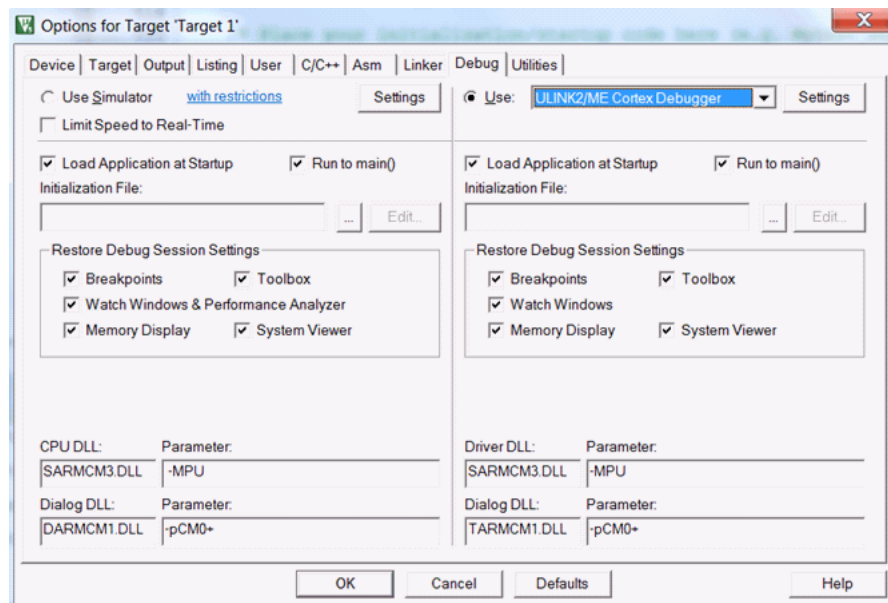 Options for Target 'Target 1'
Device Target Output Listing User C/C++ Asm Linker Debug Utilities
Use Simulator with restrictions Settings
Limit Speed to Real-Time
Use: ULINK2/ME Cortex Debugger Settings
Load Application at Startup Run to main()
Initialization File:
... Edit...
Restore Debug Session Settings
Breakpoints Toolbox
Watch Windows & Performance Analyzer
Memory Display System Viewer
Load Application at Startup Run to main()
Initialization File:
... Edit...
Restore Debug Session Settings
Breakpoints Toolbox
Watch Windows
Memory Display System Viewer
CPU DLL: Parameter:
SARMCM3.DLL -MPU
Dialog DLL: Parameter:
DARMCM1.DLL -pCM0+
Driver DLL: Parameter:
SARMCM3.DLL -MPU
Dialog DLL: Parameter:
TARMCM1.DLL -pCM0+
OK Cancel Defaults Help